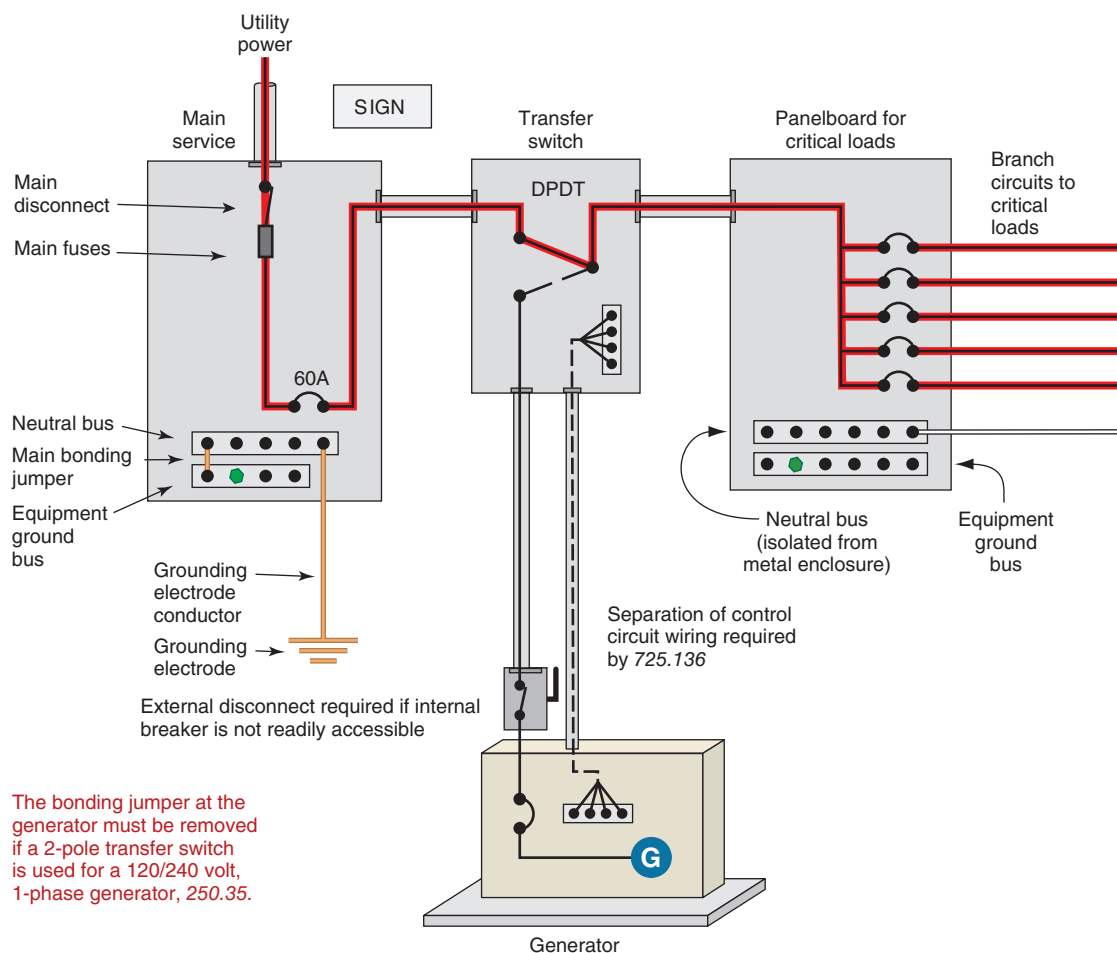 Utility
power
SIGN
Main
service
Transfer
switch
Panelboard for
critical loads
DPDT
Branch
circuits to
critical
loads
Main
disconnect
Main fuses
60A
Neutral bus
Main bonding
jumper
Equipment
ground
bus
Neutral bus
(isolated from
metal enclosure)
Equipment
ground
bus
Grounding
electrode
conductor
Grounding
electrode
Separation of control
circuit wiring required
by 725.136
External disconnect required if internal
breaker is not readily accessible
The bonding jumper at the
generator must be removed
if a 2-pole transfer switch
is used for a 120/240 volt,
1-phase generator, 250.35.
G
Generator